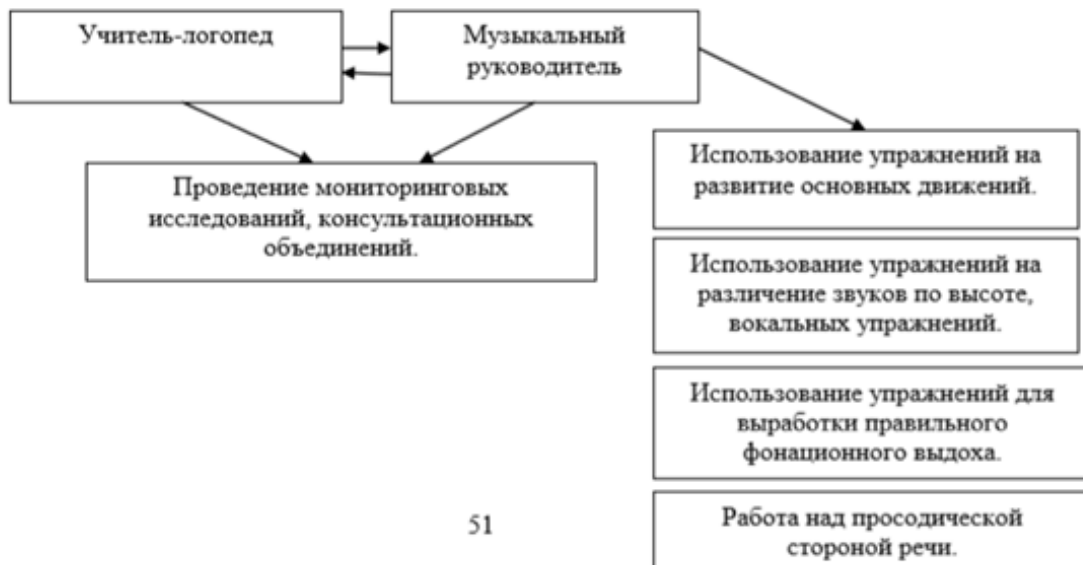 Учитель-логопед
Музыкальный
руководитель
Проведение мониторинговых
исследований, консультационных
объединений.
Использование упражнений на
развитие основных движений.
Использование упражнений на
различение звуков по высоте,
вокальных упражнений.
Использование упражнений для
выработки правильного
фонационного выдоха.
Работа над просодической
стороной речи.
51